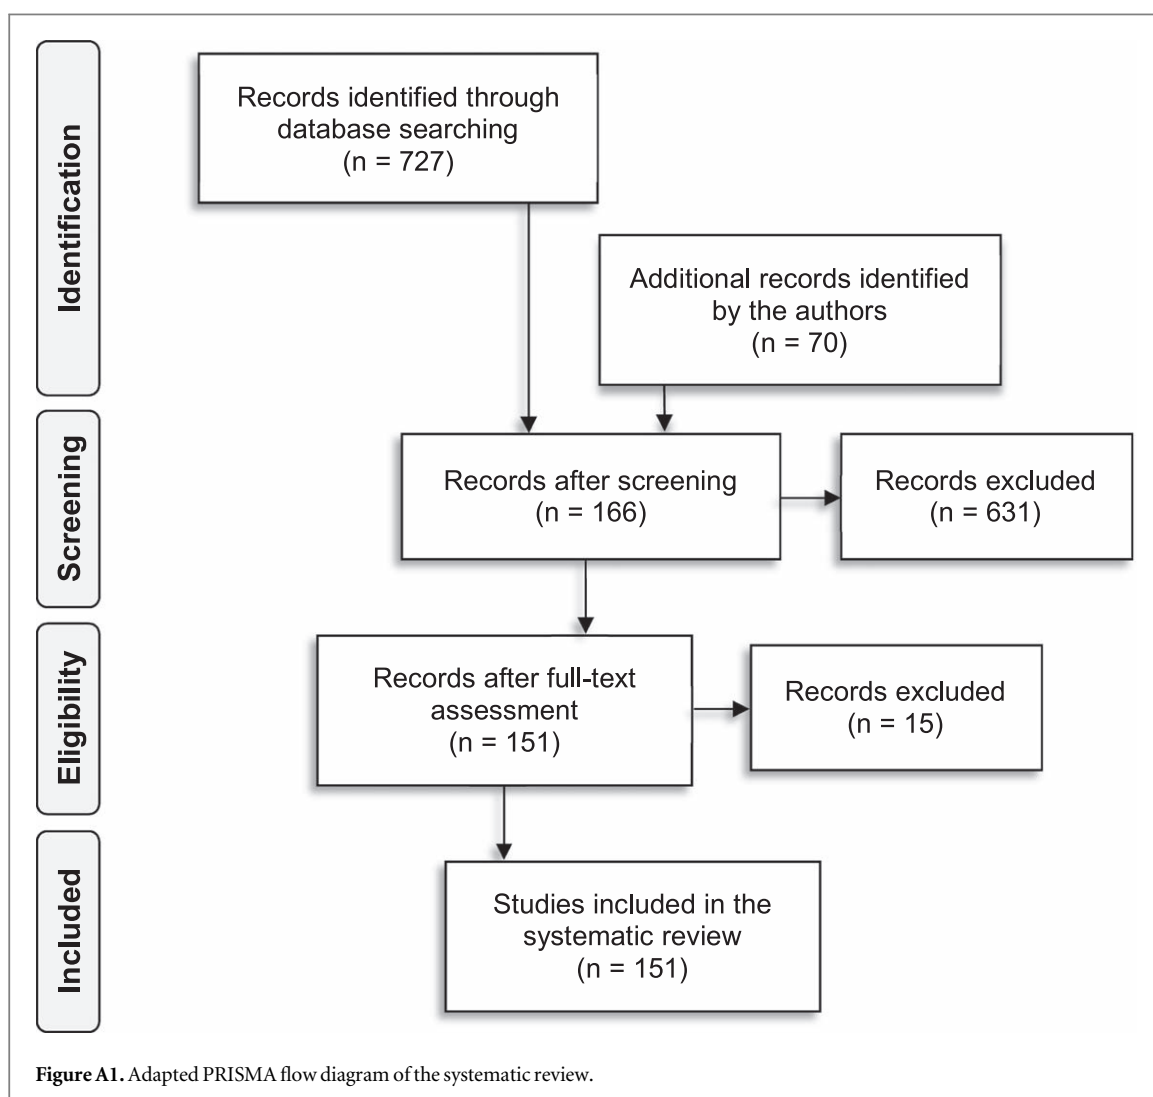 Identification
Records identified through
database searching
(n = 727)
Additional records identified
by the authors
(n = 70)
Screening
Records after screening
(n = 166)
Records excluded
(n = 631)
Eligibility
Records after full-text
assessment
(n = 151)
Records excluded
(n = 15)
Included
Studies included in the
systematic review
(n = 151)
Figure A1. Adapted PRISMA flow diagram of the systematic review.